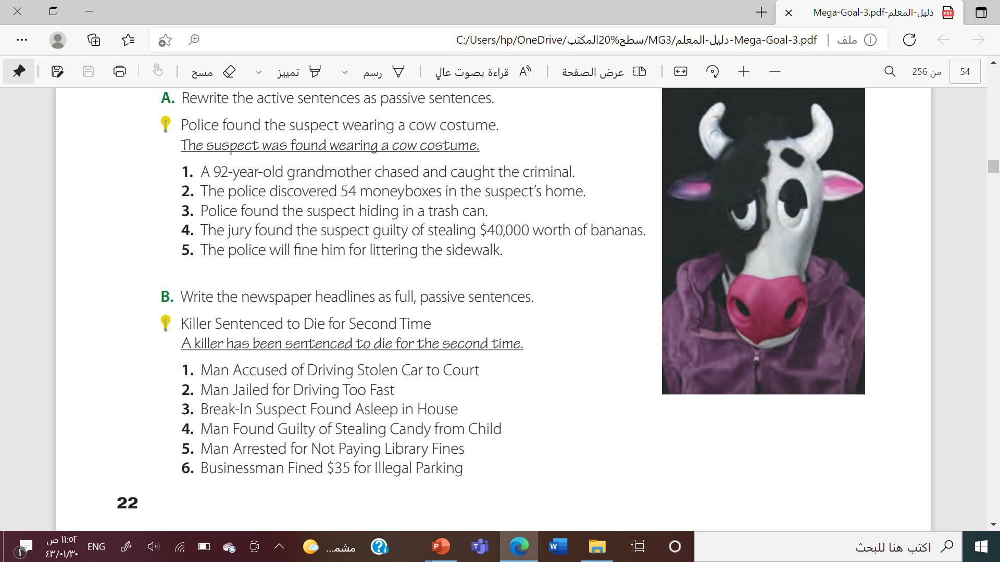 دليل-المعلم-Mega-Goal-3.pdf
ملف
C:/Users/hp/OneDrive/سطح%20المكتب/MG3/دليل-المعلم-Mega-Goal-3.pdf
54
من 256
عرض الصفحة
قراءة بصوت عالٍ
رسم
تمييز
مسح
A. Rewrite the active sentences as passive sentences.
Police found the suspect wearing a cow costume.
The suspect was found wearing a cow costume.
1. A 92-year-old grandmother chased and caught the criminal.
2. The police discovered 54 moneyboxes in the suspect’s home.
3. Police found the suspect hiding in a trash can.
4. The jury found the suspect guilty of stealing $40,000 worth of bananas.
5. The police will fine him for littering the sidewalk.
B. Write the newspaper headlines as full, passive sentences.
Killer Sentenced to Die for Second Time
A killer has been sentenced to die for the second time.
1. Man Accused of Driving Stolen Car to Court
2. Man Jailed for Driving Too Fast
3. Break-In Suspect Found Asleep in House
4. Man Found Guilty of Stealing Candy from Child
5. Man Arrested for Not Paying Library Fines
6. Businessman Fined $35 for Illegal Parking
22
اكتب هنا للبحث
مشمـ...
ENG
١١:٥٢ ص
٤٣/٠١/٣٠
١